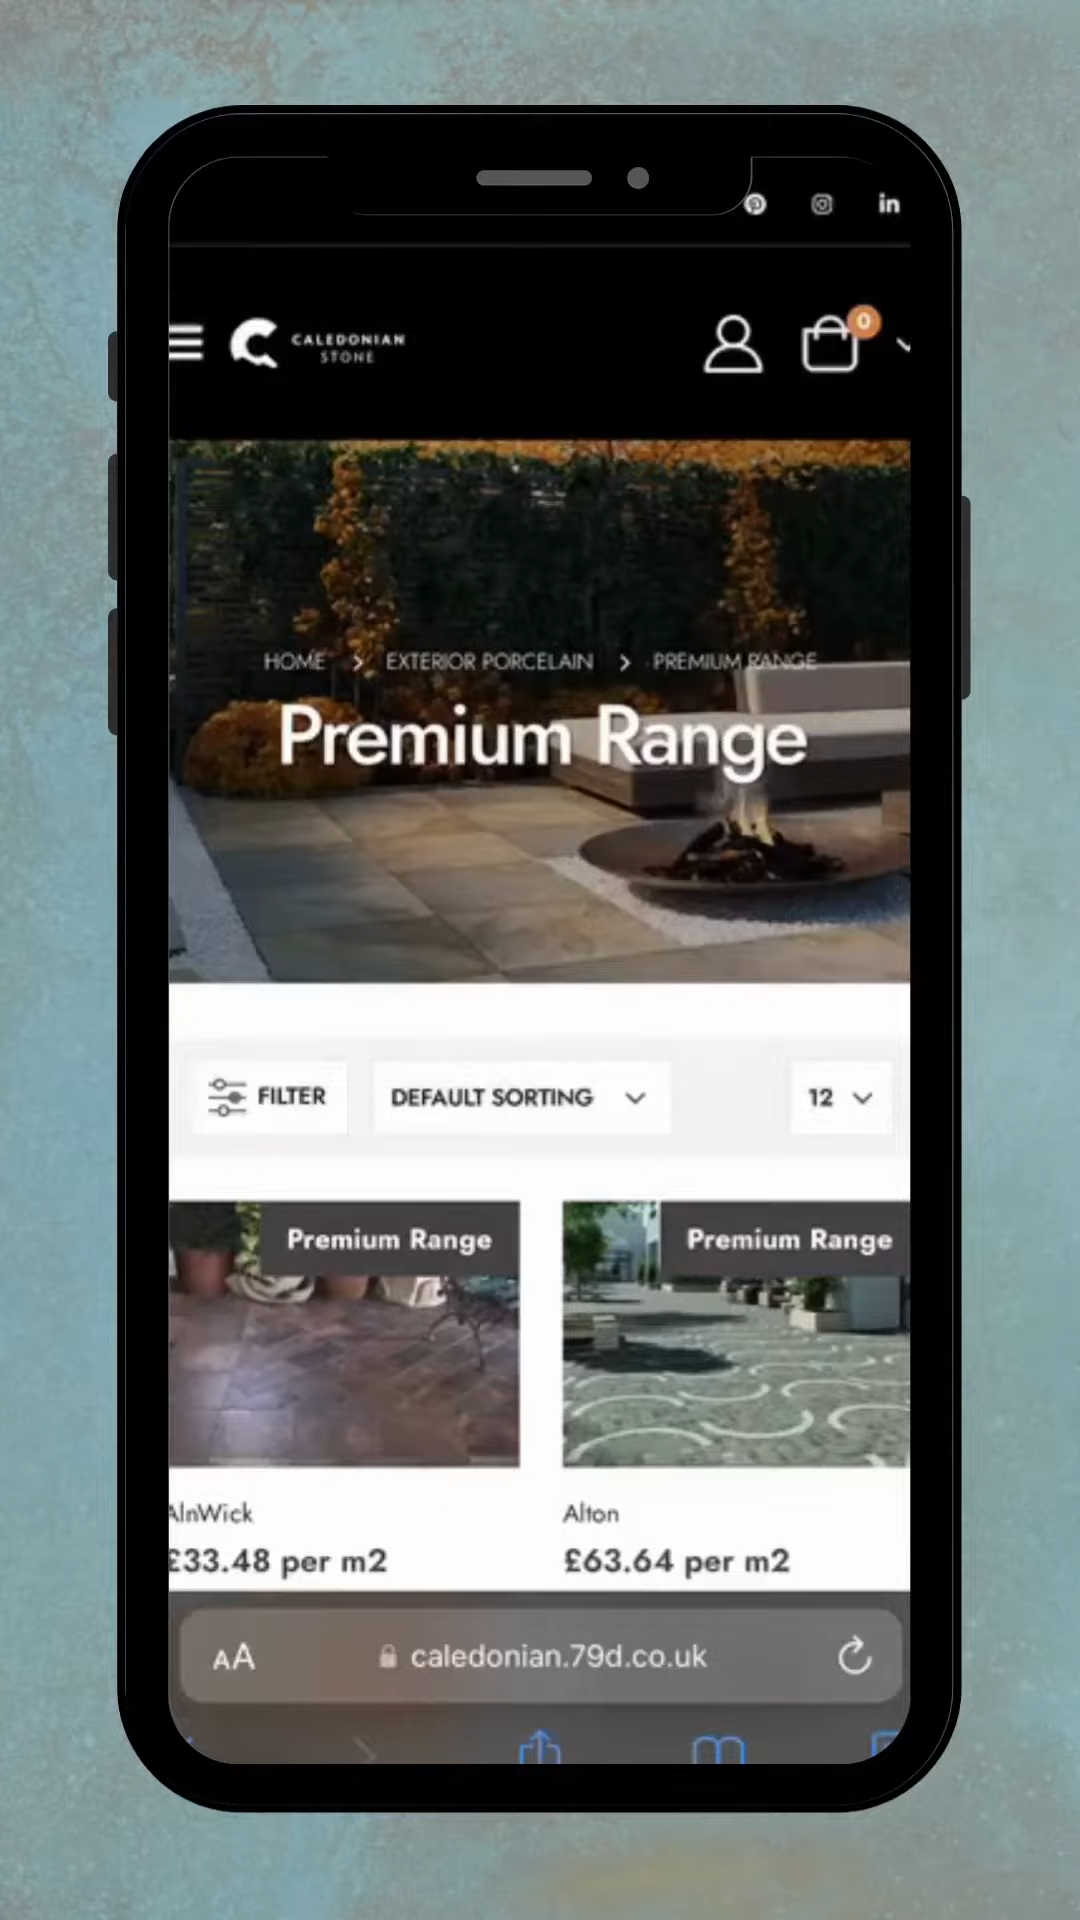 in
CALEDONIAN
STONE
0
HOME > EXTERIOR PORCELAIN > PREMIUM RANGE
Premium Range
FILTER
DEFAULT SORTING
12
Premium Range
Premium Range
AlnWick
Alton
£33.48 per m2
£63.64 per m2
AA
caledonian.79d.co.uk